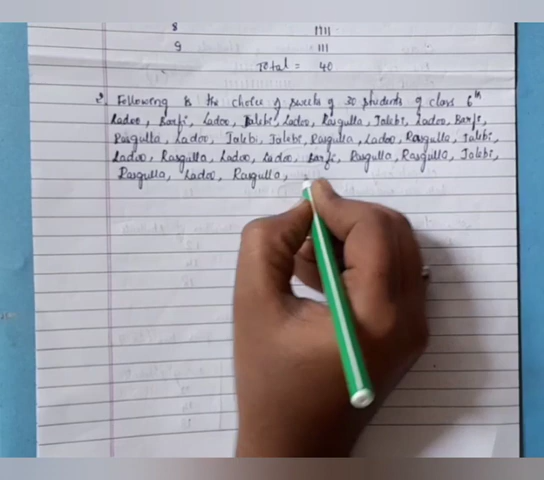 8 1911
9 111
Total = 40
2. Following is the choice of sweets of 30 students of class 6th
Ladoo, Barfi, Ladoo, Jalebi, Ladoo, Rasgulla, Jalebi, Ladoo, Barfi,
Rasgulla, Ladoo, Jalebi, Jalebi, Rasgulla, Ladoo, Rasgulla, Jalebi,
Ladoo, Rasgulla, Ladoo, Ladoo, Barfi, Rasgulla, Rasgulla, Jalebi,
Rasgulla, Ladoo, Rasgulla,